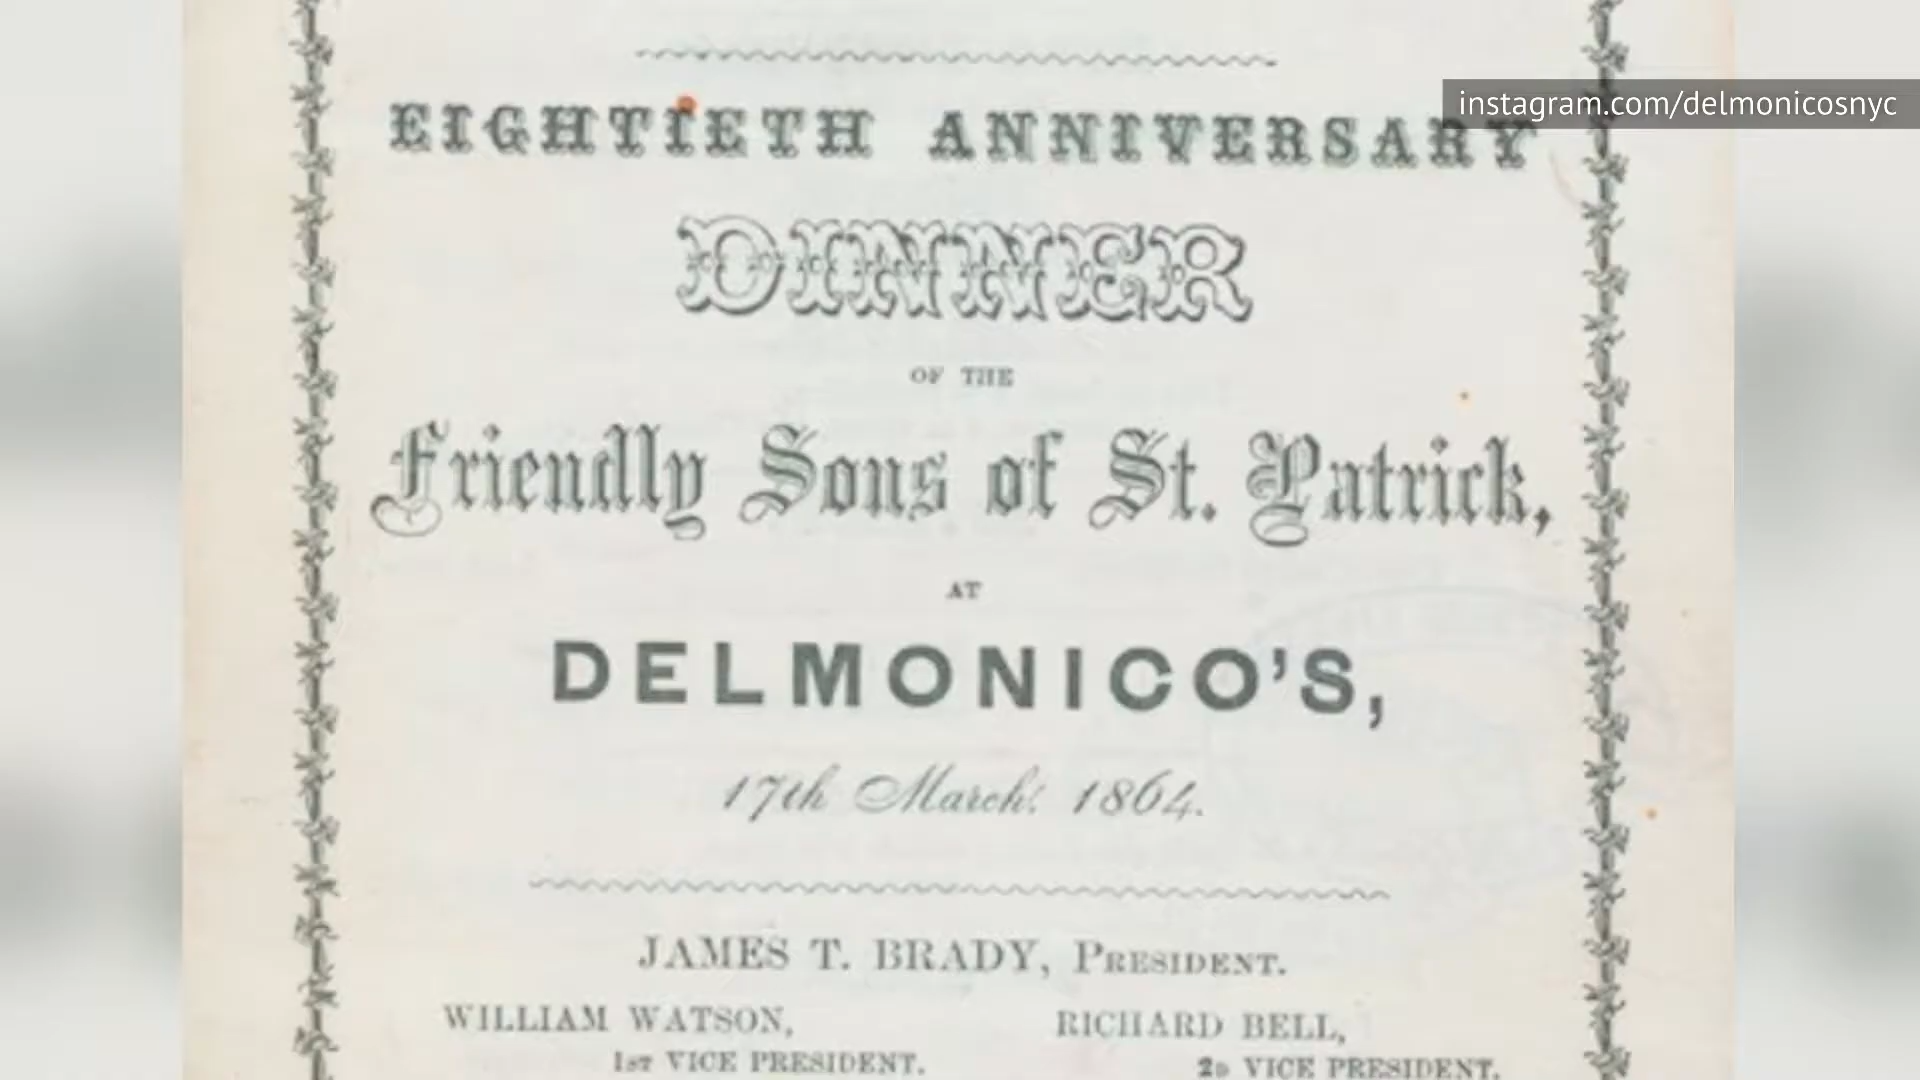 instagram.com/delmonicosnyc
EIGHTIETH ANNIVERSARY
DINNER
OF THE
Friendly Sons of St. Patrick,
AT
DELMONICO'S,
17th March: 1864.
JAMES T. BRADY, PRESIDENT.
WILLIAM WATSON,
1ST VICE PRESIDENT.
RICHARD BELL,
2D VICE PRESIDENT.